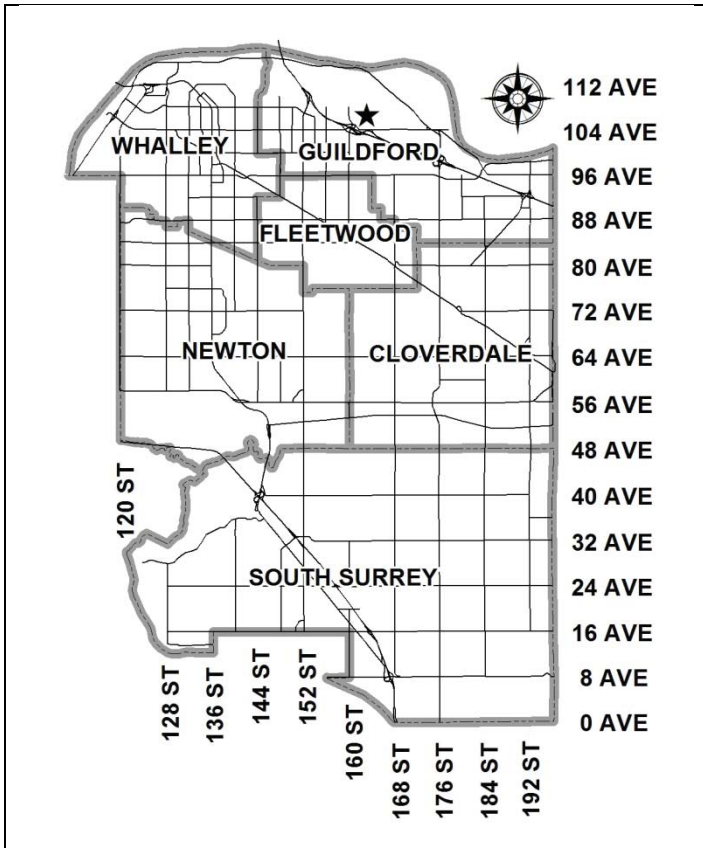 112 AVE
104 AVE
WHALLEY
GUILDFORD
96 AVE
88 AVE
FLEETWOOD
80 AVE
72 AVE
NEWTON
CLOVERDALE
64 AVE
56 AVE
48 AVE
120 ST
40 AVE
32 AVE
SOUTH SURREY
24 AVE
16 AVE
128 ST
136 ST
144 ST
152 ST
160 ST
8 AVE
0 AVE
168 ST
176 ST
184 ST
192 ST